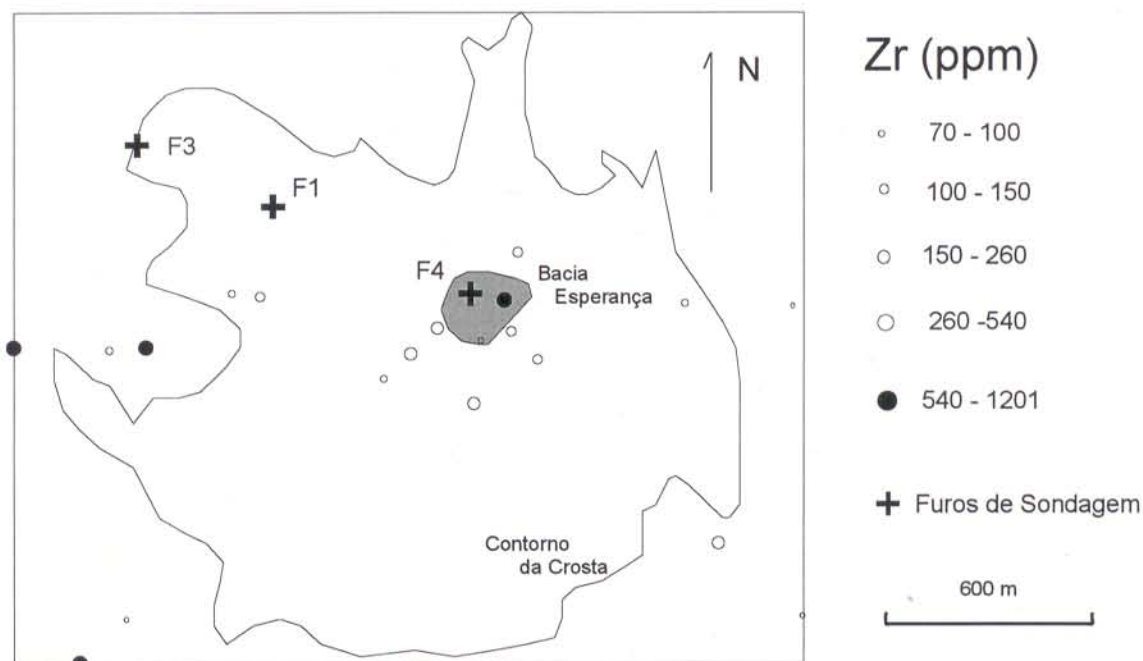 N
F3
F1
F4
Bacia
Esperança
Contorno
da Crosta
Zr (ppm)
70 - 100
100 - 150
150 - 260
260 -540
540 - 1201
Furos de Sondagem
600 m